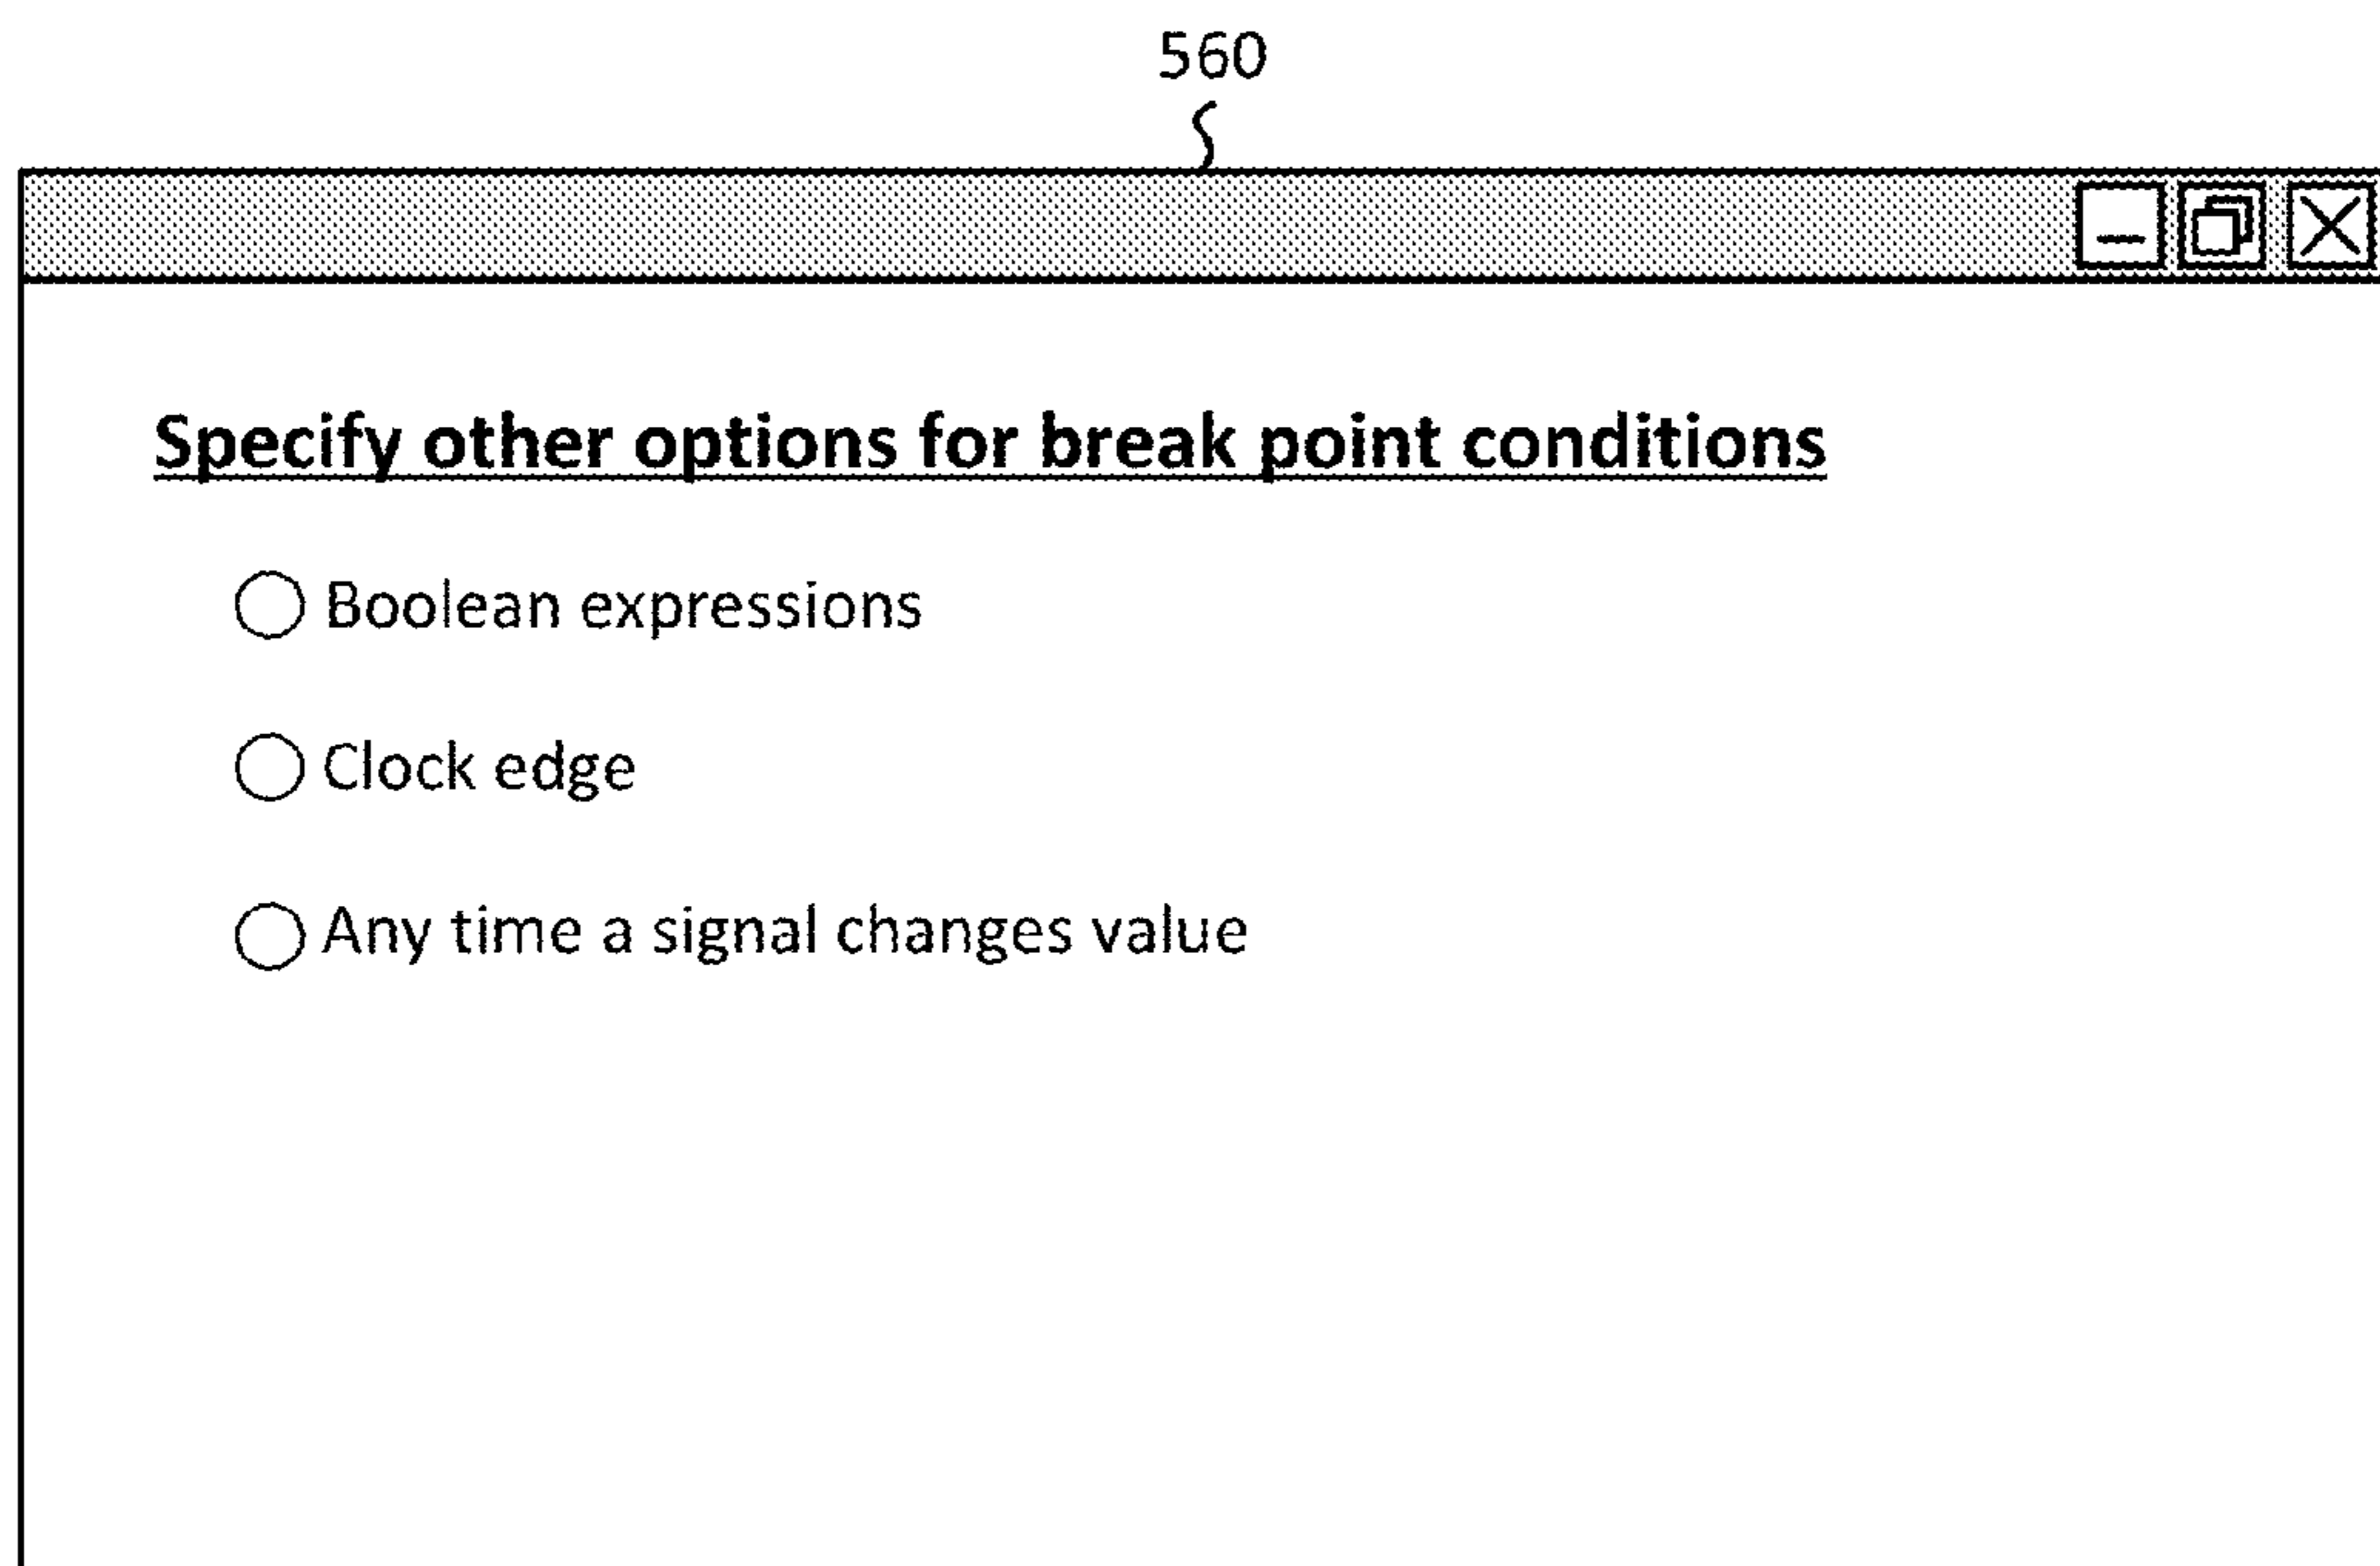 560
Specify other options for break point conditions
Boolean expressions
Clock edge
Any time a signal changes value